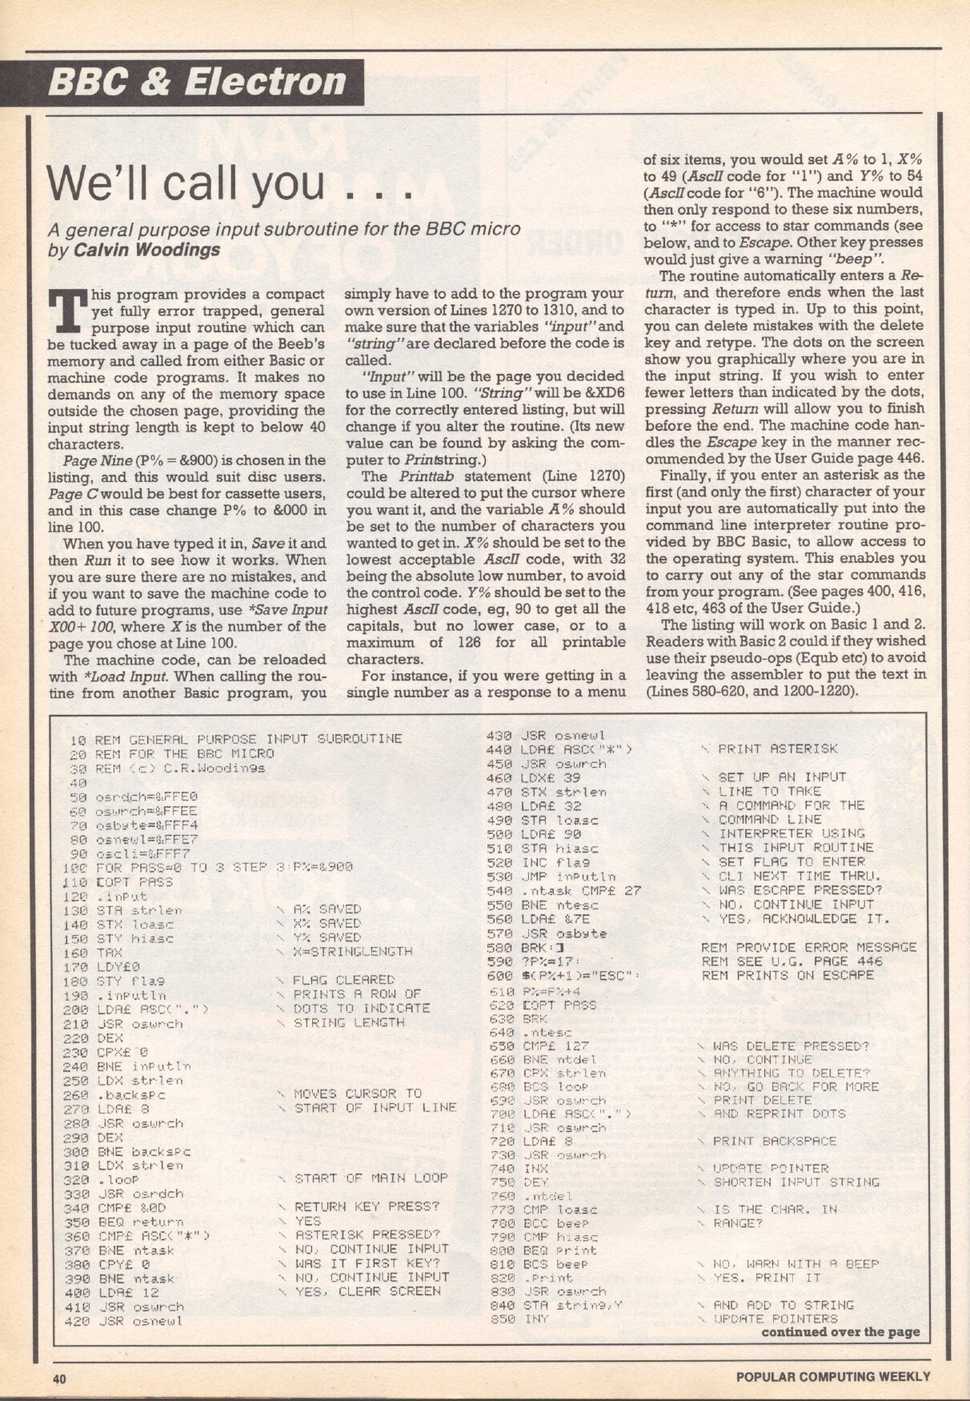 BBC & Electron
We'll call you . . .
A general purpose input subroutine for the BBC micro
by Calvin Woodings
This program provides a compact
yet fully error trapped, general
purpose input routine which can
be tucked away in a page of the Beeb's
memory and called from either Basic or
machine code programs. It makes no
demands on any of the memory space
outside the chosen page, providing the
input string length is kept to below 40
characters.
Page Nine (P% = &900) is chosen in the
listing, and this would suit disc users.
Page C would be best for cassette users,
and in this case change P% to &000 in
line 100.
When you have typed it in, Save it and
then Run it to see how it works. When
you are sure there are no mistakes, and
if you want to save the machine code to
add to future programs, use *Save Input
X00+ 100, where X is the number of the
page you chose at Line 100.
The machine code, can be reloaded
with *Load Input. When calling the rou-
tine from another Basic program, you
simply have to add to the program your
own version of Lines 1270 to 1310, and to
make sure that the variables "input" and
"string" are declared before the code is
called.
"Input" will be the page you decided
to use in Line 100. "String" will be &XD6
for the correctly entered listing, but will
change if you alter the routine. (Its new
value can be found by asking the com-
puter to Printstring.)
The Printtab statement (Line 1270)
could be altered to put the cursor where
you want it, and the variable A% should
be set to the number of characters you
wanted to get in. X% should be set to the
lowest acceptable AscII code, with 32
being the absolute low number, to avoid
the control code. Y% should be set to the
highest AscII code, eg, 90 to get all the
capitals, but no lower case, or to a
maximum of 126 for all printable
characters.
For instance, if you were getting in a
single number as a response to a menu
of six items, you would set A% to 1, X%
to 49 (AscII code for "1") and Y% to 54
(AscII code for "6"). The machine would
then only respond to these six numbers,
to "*" for access to star commands (see
below, and to Escape. Other key presses
would just give a warning "beep".
The routine automatically enters a Re-
turn, and therefore ends when the last
character is typed in. Up to this point,
you can delete mistakes with the delete
key and retype. The dots on the screen
show you graphically where you are in
the input string. If you wish to enter
fewer letters than indicated by the dots,
pressing Return will allow you to finish
before the end. The machine code han-
dles the Escape key in the manner rec-
ommended by the User Guide page 446.
Finally, if you enter an asterisk as the
first (and only the first) character of your
input you are automatically put into the
command line interpreter routine pro-
vided by BBC Basic, to allow access to
the operating system. This enables you
to carry out any of the star commands
from your program. (See pages 400, 416,
418 etc, 463 of the User Guide.)
The listing will work on Basic 1 and 2.
Readers with Basic 2 could if they wished
use their pseudo-ops (Equb etc) to avoid
leaving the assembler to put the text in
(Lines 580-620, and 1200-1220).
10 REM GENERAL PURPOSE INPUT SUBROUTINE
20 REM FOR THE BBC MICRO
30 REM (c) C.R.Woodings
40
50 osrdch=&FFE0
60 oswrch=&FFEE
70 osbyte=&FFF4
80 osnewl=&FFE7
90 oscli=&FFF7
100 FOR PASS=0 TO 3 STEP 3:P%=&900
110 [OPT PASS
120 .input
130 STA strlen \ A% SAVED
140 STX loasc \ X% SAVED
150 STY hiasc \ Y% SAVED
160 TAX \ X=STRINGLENGTH
170 LDY£0
180 STY flag \ FLAG CLEARED
190 .inputln \ PRINTS A ROW OF
200 LDA£ ASC(".") \ DOTS TO INDICATE
210 JSR oswrch \ STRING LENGTH
220 DEX
230 CPX£ 0
240 BNE inputln
250 LDX strlen
260 .backspc \ MOVES CURSOR TO
270 LDA£ 8 \ START OF INPUT LINE
280 JSR oswrch
290 DEX
300 BNE backspc
310 LDX strlen
320 .loop \ START OF MAIN LOOP
330 JSR osrdch
340 CMP£ &0D \ RETURN KEY PRESS?
350 BEQ return \ YES
360 CMP£ ASC("*") \ ASTERISK PRESSED?
370 BNE ntask \ NO, CONTINUE INPUT
380 CPY£ 0 \ WAS IT FIRST KEY?
390 BNE ntask \ NO, CONTINUE INPUT
400 LDA£ 12 \ YES, CLEAR SCREEN
410 JSR oswrch
420 JSR osnewl
430 JSR osnewl
440 LDA£ ASC("*") \ PRINT ASTERISK
450 JSR oswrch
460 LDX£ 39 \ SET UP AN INPUT
470 STX strlen \ LINE TO TAKE
480 LDA£ 32 \ A COMMAND FOR THE
490 STA loasc \ COMMAND LINE
500 LDA£ 90 \ INTERPRETER USING
510 STA hiasc \ THIS INPUT ROUTINE
520 INC flag \ SET FLAG TO ENTER
530 JMP inputln \ CLI NEXT TIME THRU.
540 .ntask CMP£ 27 \ WAS ESCAPE PRESSED?
550 BNE ntesc \ NO, CONTINUE INPUT
560 LDA£ &7E \ YES, ACKNOWLEDGE IT.
570 JSR osbyte
580 BRK:] REM PROVIDE ERROR MESSAGE
590 ?P%=17: REM SEE U.G. PAGE 446
600 $(P%+1)="ESC": REM PRINTS ON ESCAPE
610 P%=P%+4
620 [OPT PASS
630 BRK
640 .ntesc
650 CMP£ 127 \ WAS DELETE PRESSED?
660 BNE ntdel \ NO, CONTINUE
670 CPX strlen \ ANYTHING TO DELETE?
680 BCS loop \ NO, GO BACK FOR MORE
690 JSR oswrch \ PRINT DELETE
700 LDA£ ASC(".") \ AND REPRINT DOTS
710 JSR oswrch
720 LDA£ 8 \ PRINT BACKSPACE
730 JSR oswrch
740 INX \ UPDATE POINTER
750 DEY \ SHORTEN INPUT STRING
760 .ntdel
770 CMP loasc \ IS THE CHAR. IN
780 BCC beep \ RANGE?
790 CMP hiasc
800 BEQ print
810 BCS beep \ NO, WARN WITH A BEEP
820 .print \ YES. PRINT IT
830 JSR oswrch
840 STA string,Y \ AND ADD TO STRING
850 INY \ UPDATE POINTERS
continued over the page
40
POPULAR COMPUTING WEEKLY